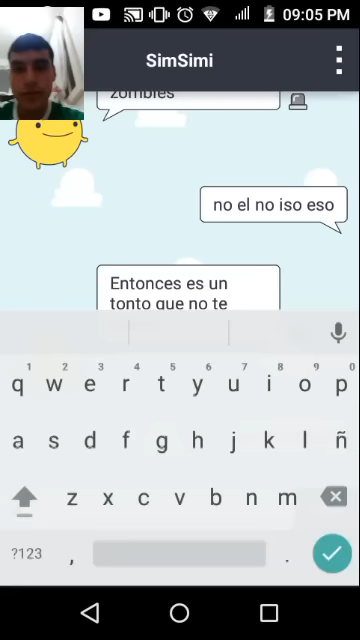 09:05 PM
SimSimi
zombies
no el no iso eso
Entonces es un
tonto que no te
1 2 3 4 5 6 7 8 9 0
q w e r t y u i o p
a s d f g h j k l ñ
z x c v b n m
?123 , .